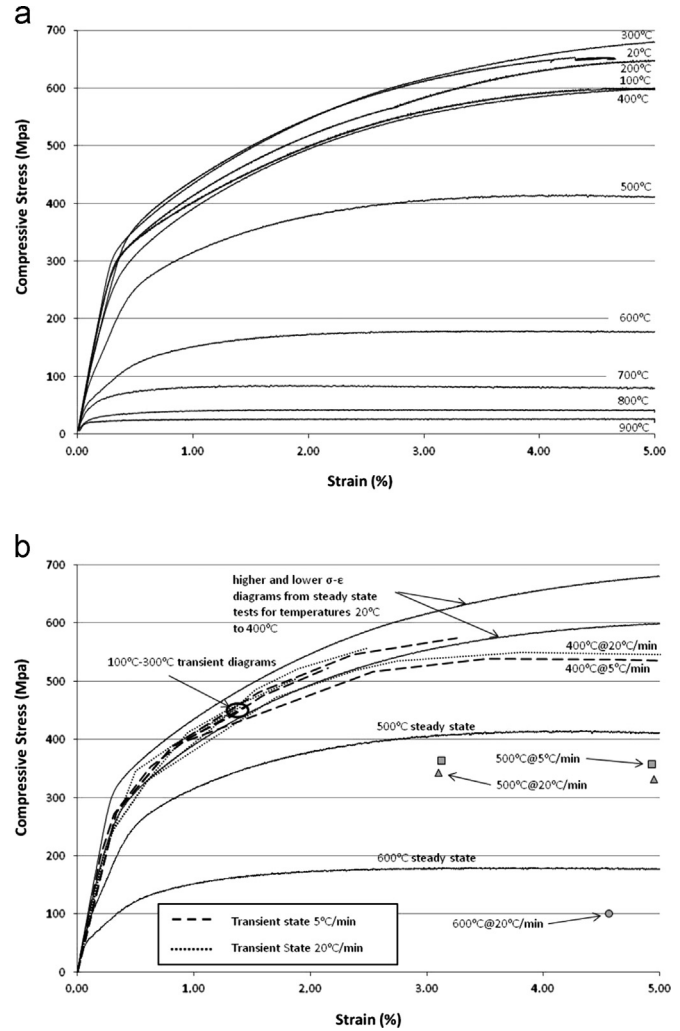 a
700
600
500
400
300
200
100
0
Compressive Stress (Mpa)
300ºC
20ºC
200ºC
100ºC
400ºC
500ºC
600ºC
700ºC
800ºC
900ºC
0.00
1.00
2.00
3.00
4.00
5.00
Strain (%)
b
700
600
500
400
300
200
100
0
Compressive Stress (Mpa)
higher and lower σ-ε
diagrams from steady state
tests for temperatures 20ºC
to 400ºC
100ºC-300ºC transient diagrams
400ºC@20ºC/min
400ºC@5ºC/min
500ºC steady state
500ºC@5ºC/min
500ºC@20ºC/min
600ºC steady state
600ºC@20ºC/min
Transient state 5ºC/min
Transient State 20ºC/min
0.00
1.00
2.00
3.00
4.00
5.00
Strain (%)